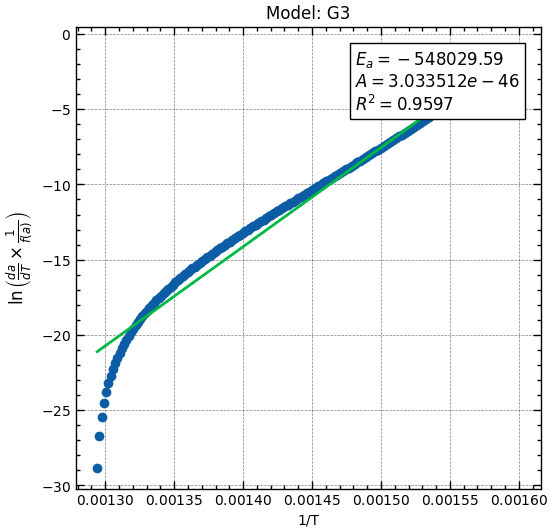 Model: G3
E_a = −548029.59
A = 3.033512e − 46
R² = 0.9597
0
−5
−10
−15
−20
−25
−30
ln(da/dT × 1/f(a))
0.00130 0.00135 0.00140 0.00145 0.00150 0.00155 0.00160
1/T